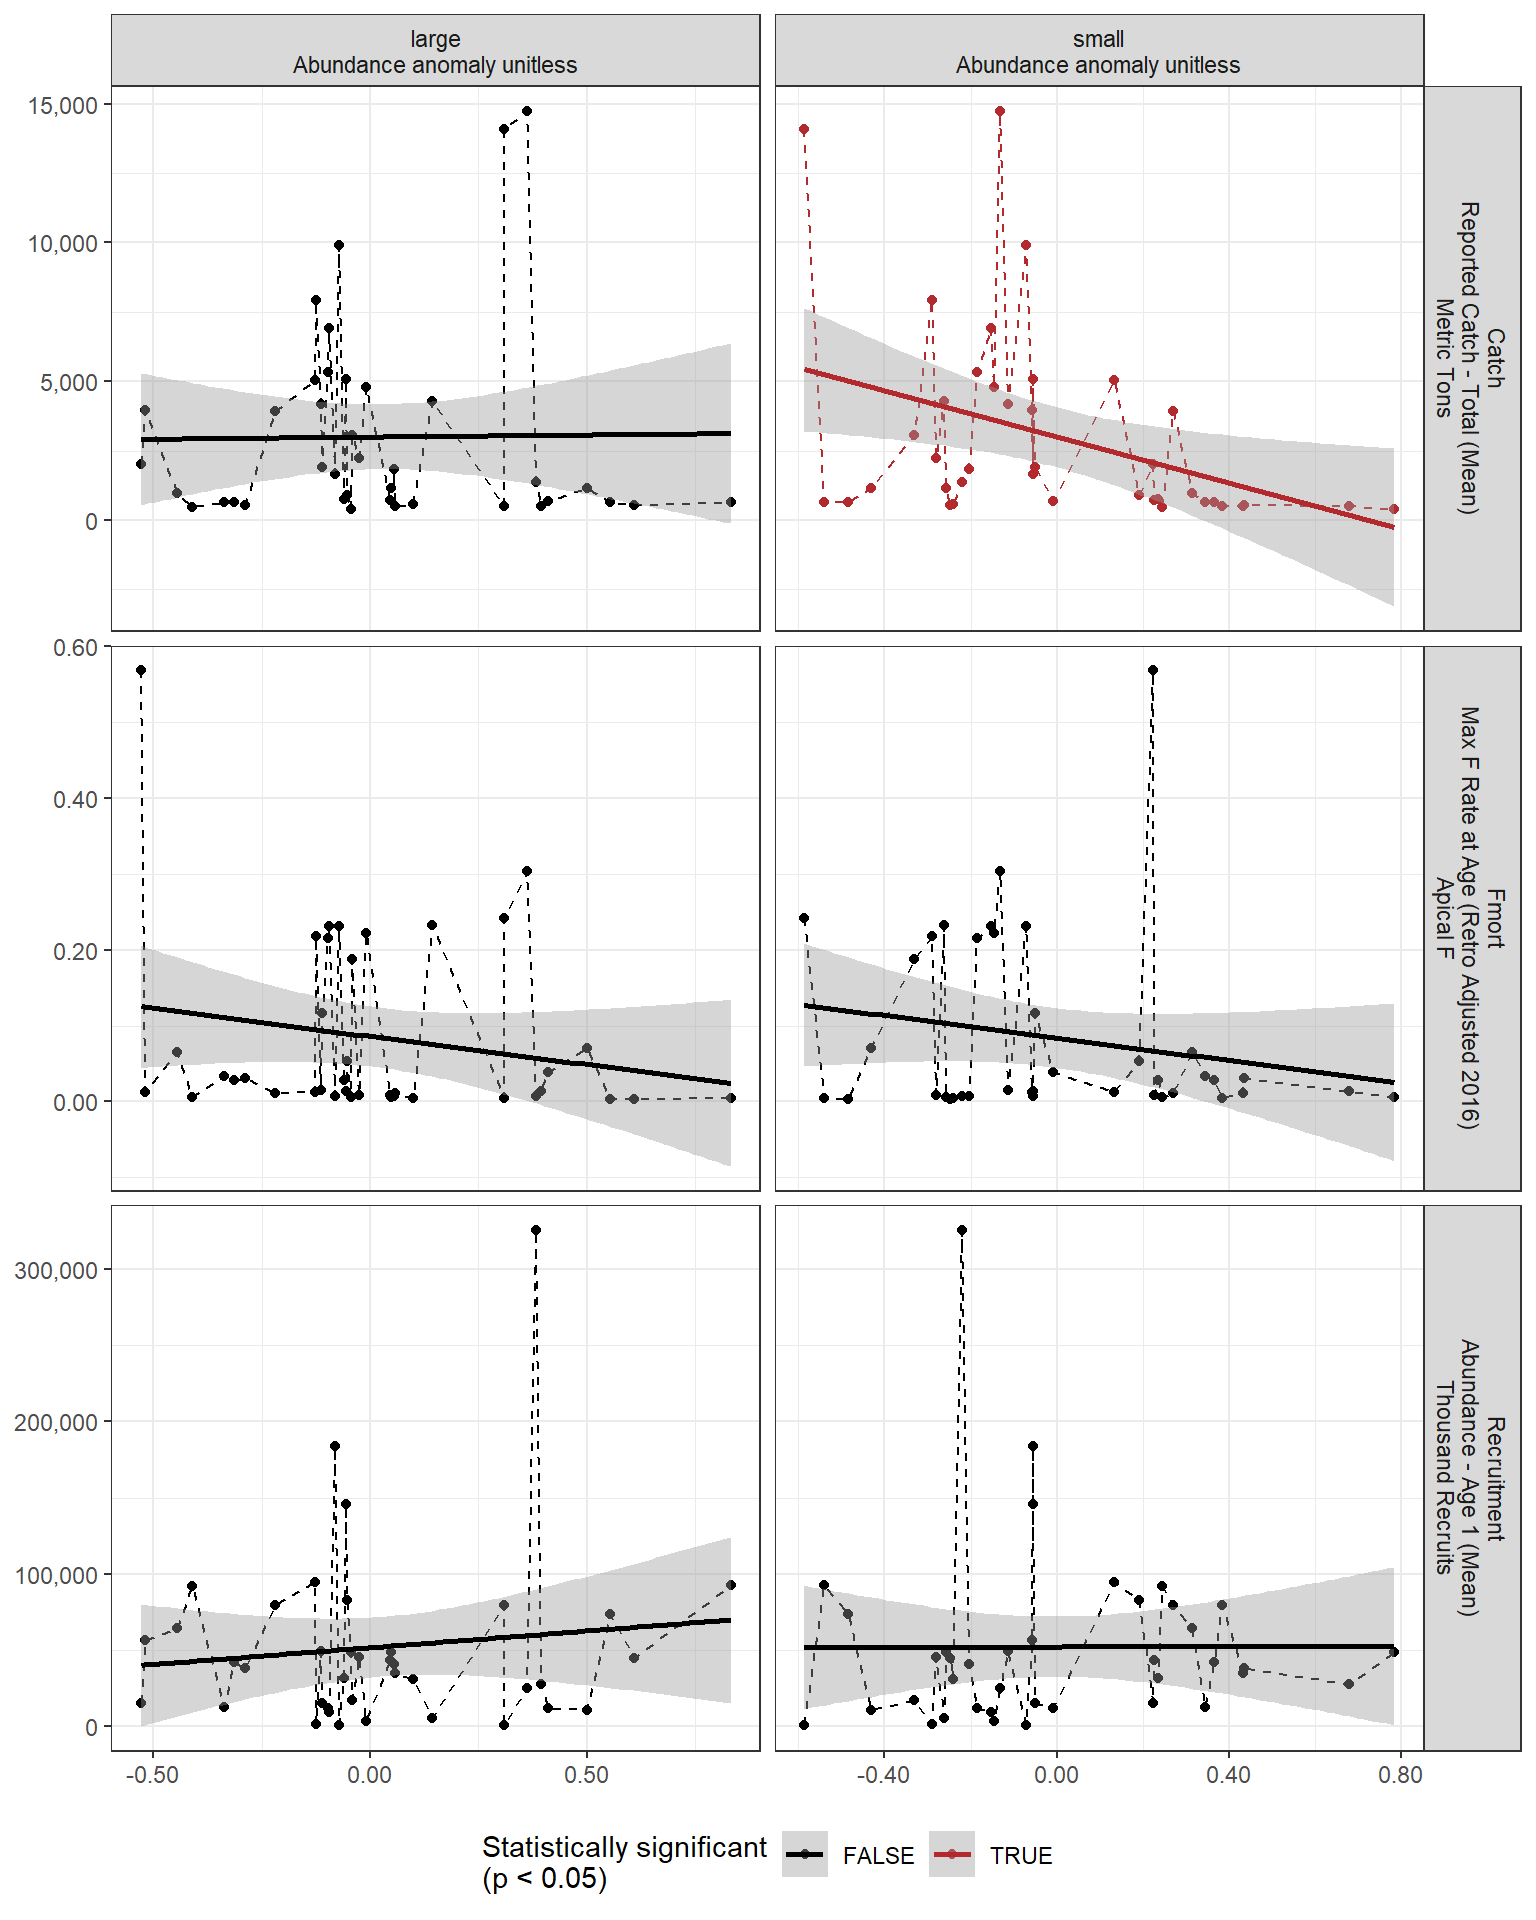 large
Abundance anomaly unitless
small
Abundance anomaly unitless
15,000
10,000
5,000
0
Catch
Reported Catch - Total (Mean)
Metric Tons
0.60
0.40
0.20
0.00
Fmort
Max F Rate at Age (Retro Adjusted 2016)
Apical F
300,000
200,000
100,000
0
Recruitment
Abundance - Age 1 (Mean)
Thousand Recruits
-0.50 0.00 0.50
-0.40 0.00 0.40 0.80
Statistically significant
(p < 0.05)
FALSE TRUE